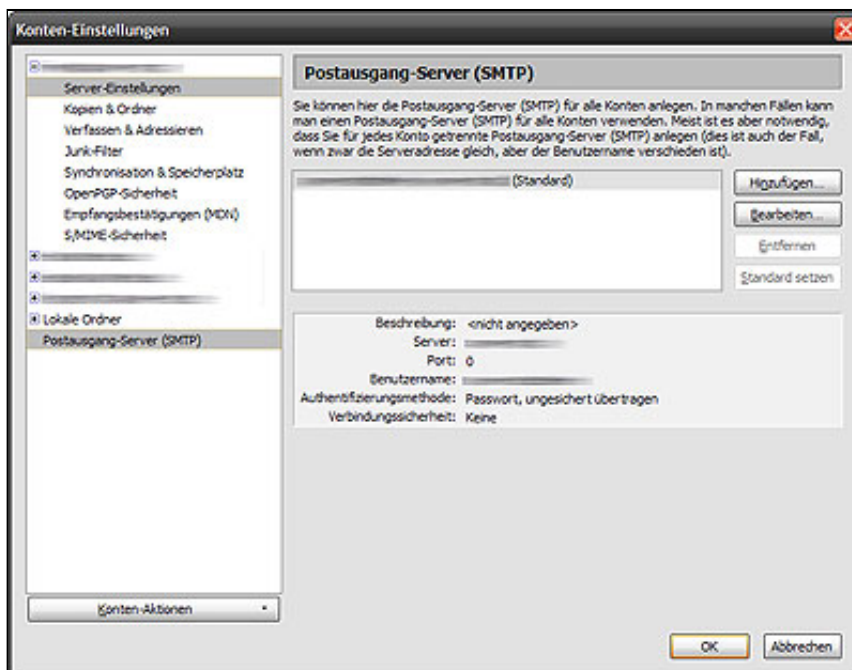 Konten-Einstellungen
Server-Einstellungen
Kopien & Ordner
Verfassen & Adressieren
Junk-Filter
Synchronisation & Speicherplatz
OpenPGP-Sicherheit
Empfangsbestätigungen (MDN)
S/MIME-Sicherheit
Lokale Ordner
Postausgang-Server (SMTP)
Konten-Aktionen
Postausgang-Server (SMTP)
Sie können hier die Postausgang-Server (SMTP) für alle Konten anlegen. In manchen Fällen kann
man einen Postausgang-Server (SMTP) für alle Konten verwenden. Meist ist es aber notwendig,
dass Sie für jedes Konto getrennte Postausgang-Server (SMTP) anlegen (dies ist auch der Fall,
wenn zwar die Serveradresse gleich, aber der Benutzername verschieden ist).
(Standard)
Hinzufügen...
Bearbeiten...
Entfernen
Standard setzen
Beschreibung: <nicht angegeben>
Server:
Port: 0
Benutzername:
Authentifizierungsmethode: Passwort, ungesichert übertragen
Verbindungssicherheit: Keine
OK
Abbrechen